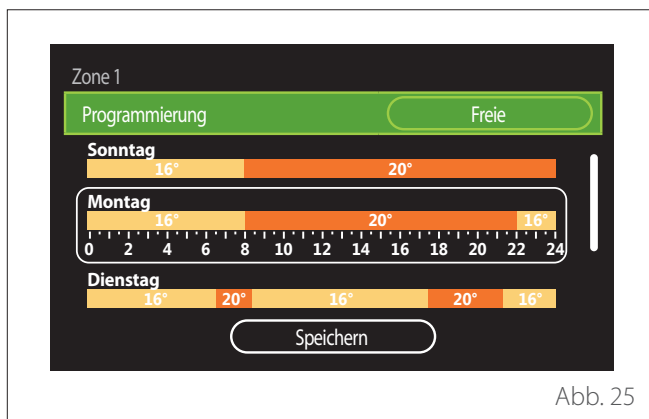 Zone 1
Programmierung Freie
Sonntag
16° 20°
Montag
16° 20° 16°
0 2 4 6 8 10 12 14 16 18 20 22 24
Dienstag
16° 20° 16° 20° 16°
Speichern
Abb. 25